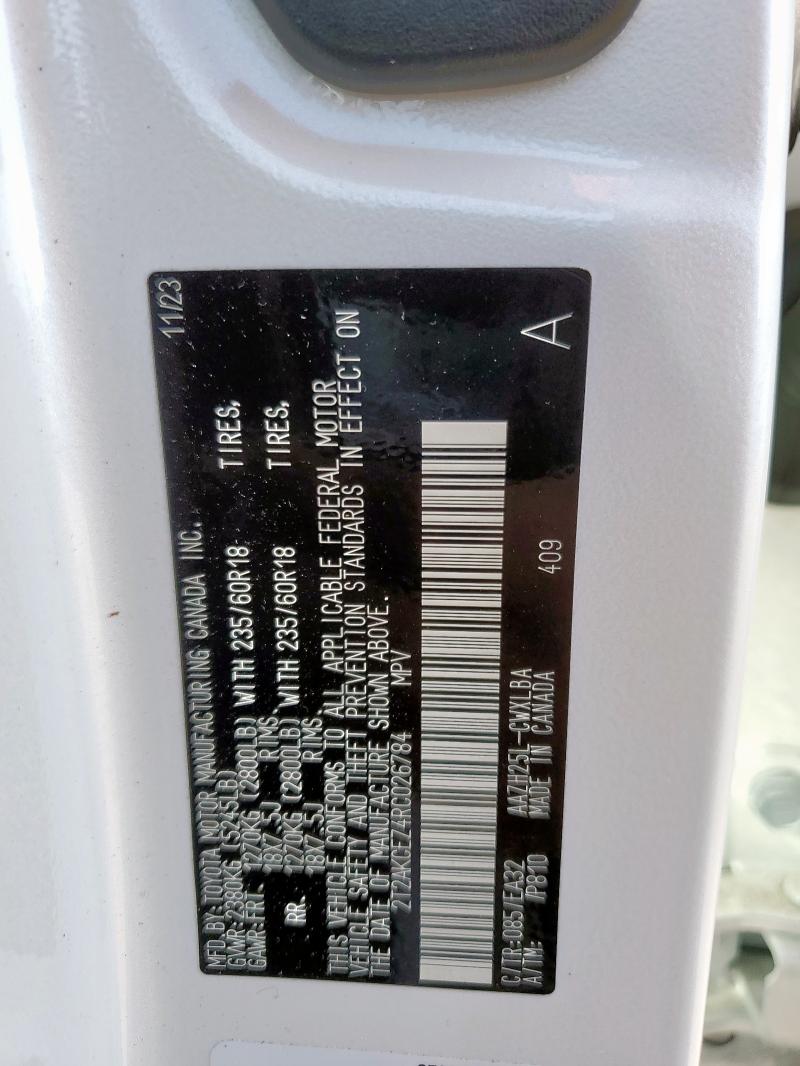 MFD.BY:TOYOTA MOTOR MANUFACTURING CANADA INC. 11/23
GVWR:2380KG (5245LB)
GAWR:FRT. 1270KG (2800LB) WITH 235/60R18 TIRES,
18X7.5J RIMS.
RR. 1270KG (2800LB) WITH 235/60R18 TIRES,
18X7.5J RIMS.
THIS VEHICLE CONFORMS TO ALL APPLICABLE FEDERAL MOTOR
VEHICLE SAFETY AND THEFT PREVENTION STANDARDS IN EFFECT ON
THE DATE OF MANUFACTURE SHOWN ABOVE.
2T2AKCEZ4RC026784 MPV
C/TR:085/EA32 AAZH25L-CWXLBA 409 A
A/TM: /P810 MADE IN CANADA